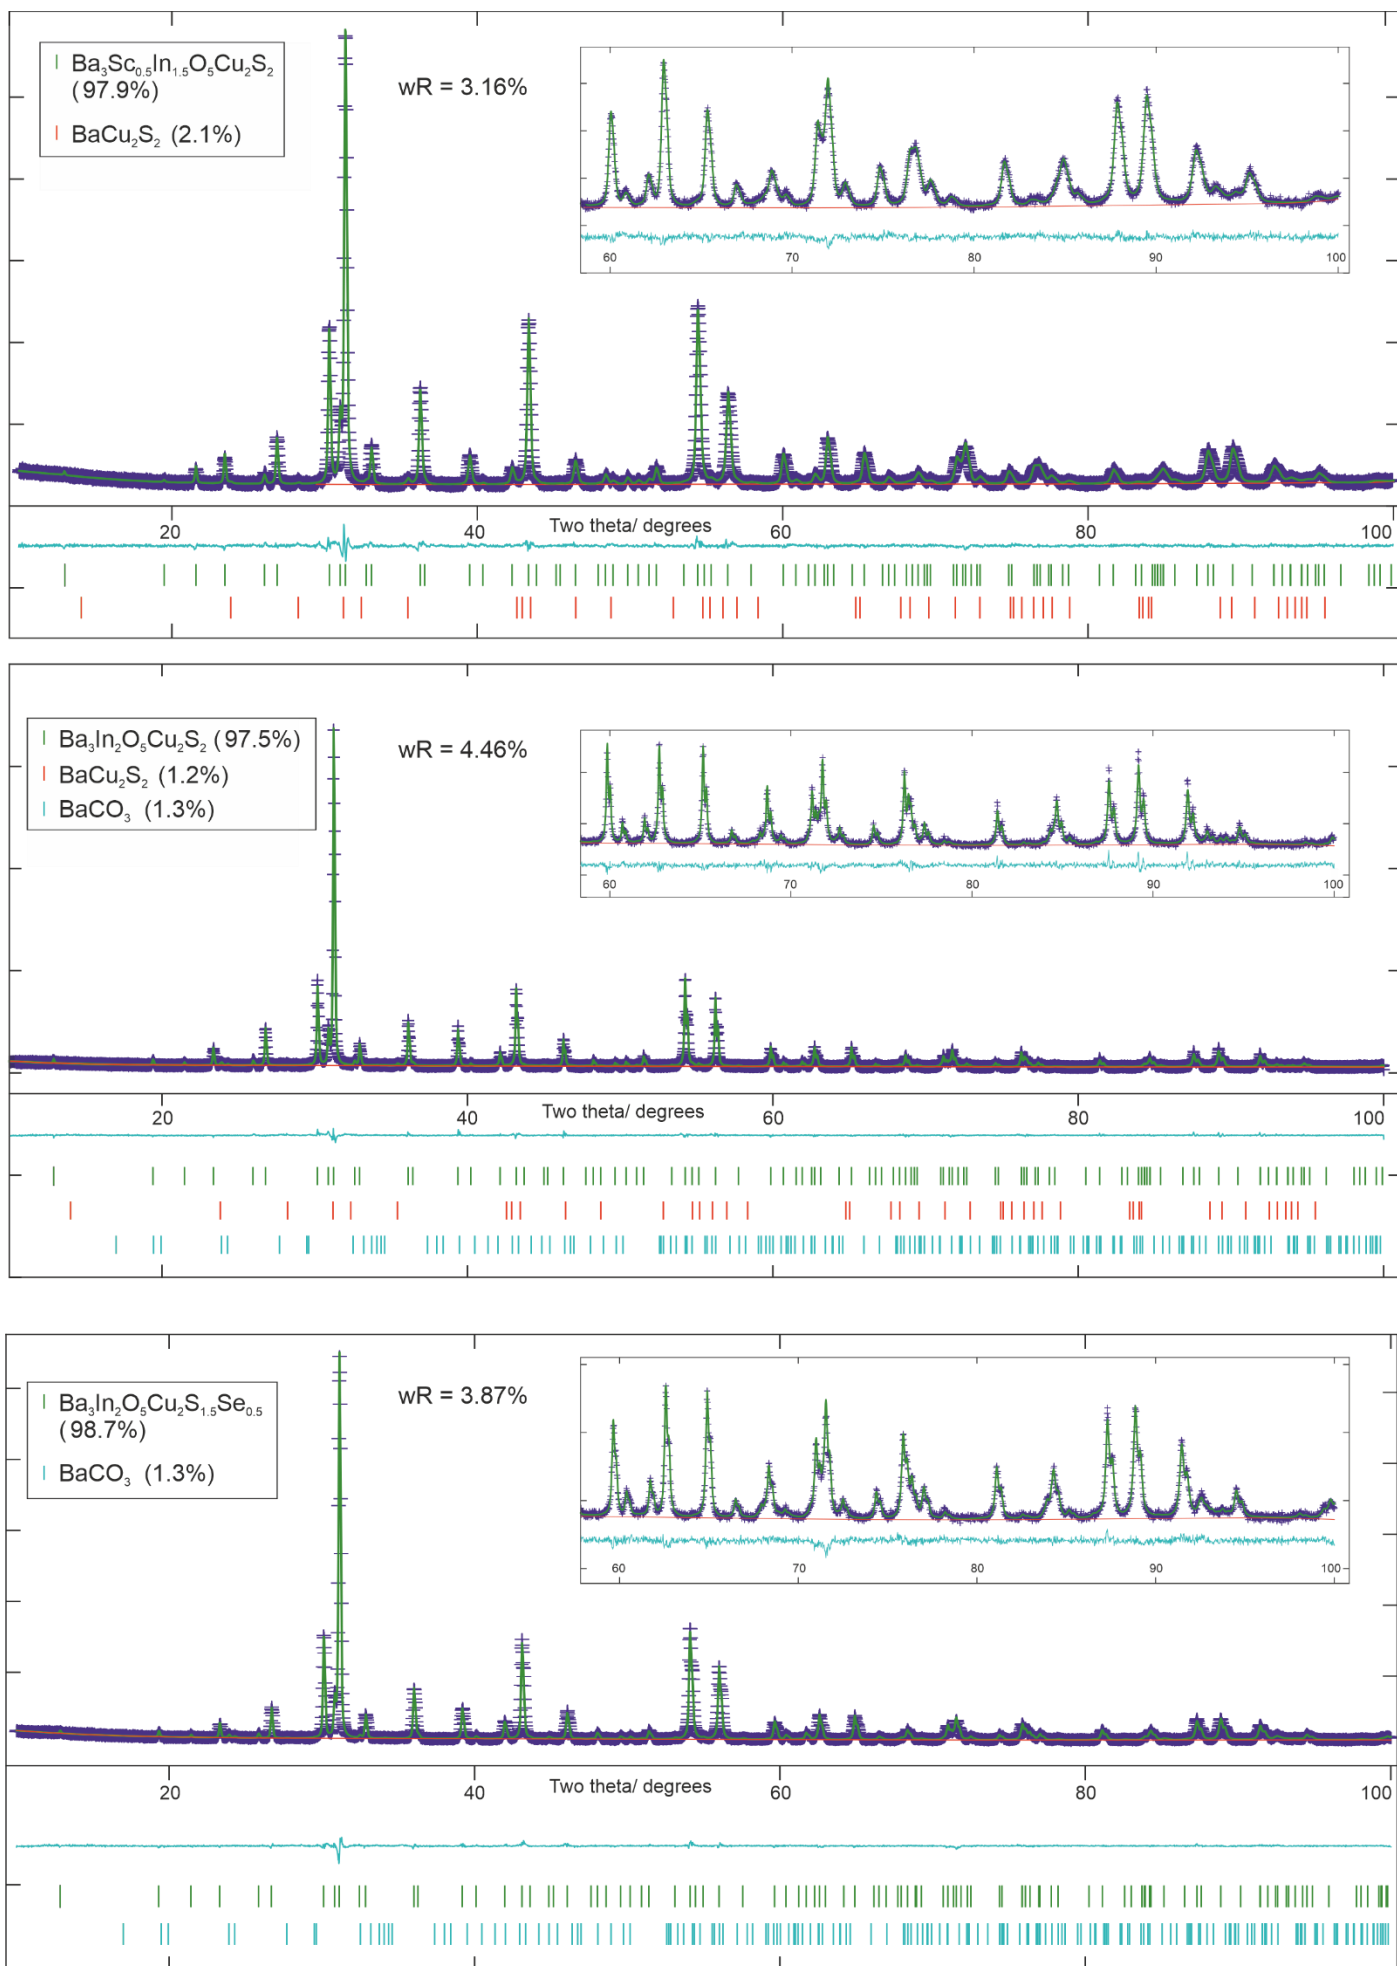 Ba₃Sc₀.₅In₁.₅O₅Cu₂S₂
(97.9%)
BaCu₂S₂ (2.1%)
wR = 3.16%
60 70 80 90 100
20 40 60 80 100
Two theta/ degrees
Ba₃In₂O₅Cu₂S₂ (97.5%)
BaCu₂S₂ (1.2%)
BaCO₃ (1.3%)
wR = 4.46%
60 70 80 90 100
20 40 60 80 100
Two theta/ degrees
Ba₃In₂O₅Cu₂S₁.₅Se₀.₅
(98.7%)
BaCO₃ (1.3%)
wR = 3.87%
60 70 80 90 100
20 40 60 80 100
Two theta/ degrees